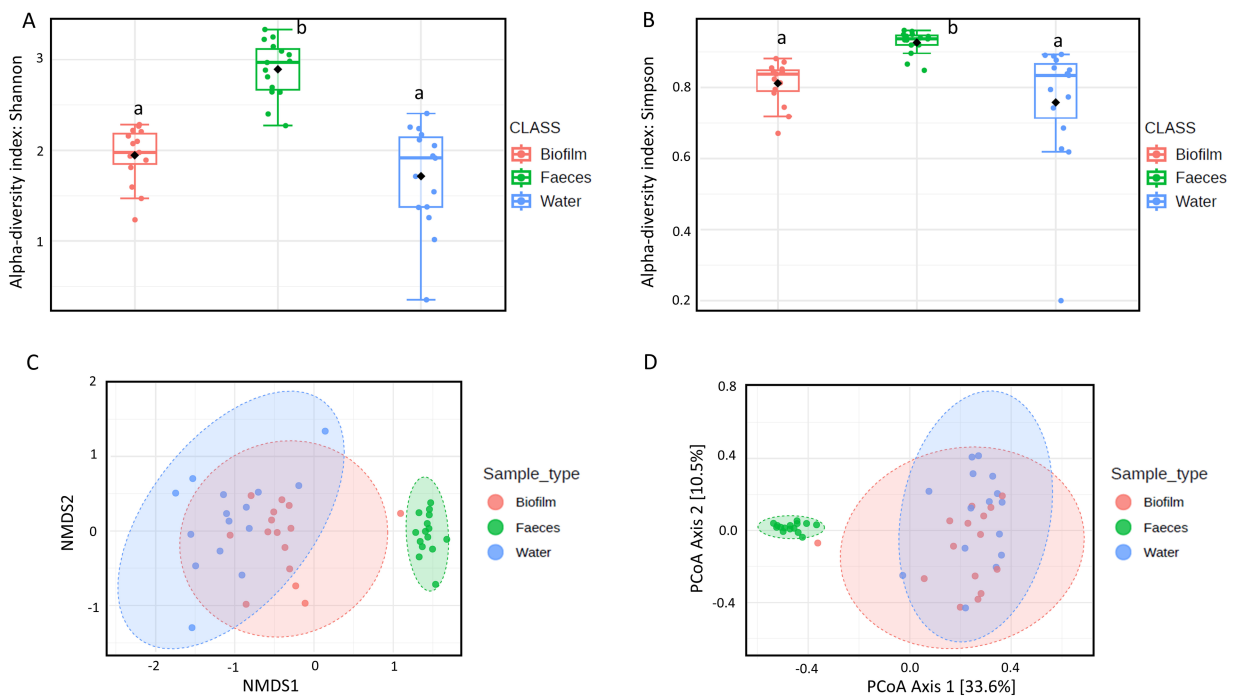 A
Alpha-diversity index: Shannon
3
2
1
a
b
a
CLASS
Biofilm
Faeces
Water
B
Alpha-diversity index: Simpson
0.8
0.6
0.4
0.2
a
b
a
CLASS
Biofilm
Faeces
Water
C
NMDS2
2
1
0
-1
-2 -1 0 1
NMDS1
Sample_type
Biofilm
Faeces
Water
D
PCoA Axis 2 [10.5%]
0.8
0.4
0.0
-0.4
-0.4 0.0 0.4
PCoA Axis 1 [33.6%]
Sample_type
Biofilm
Faeces
Water